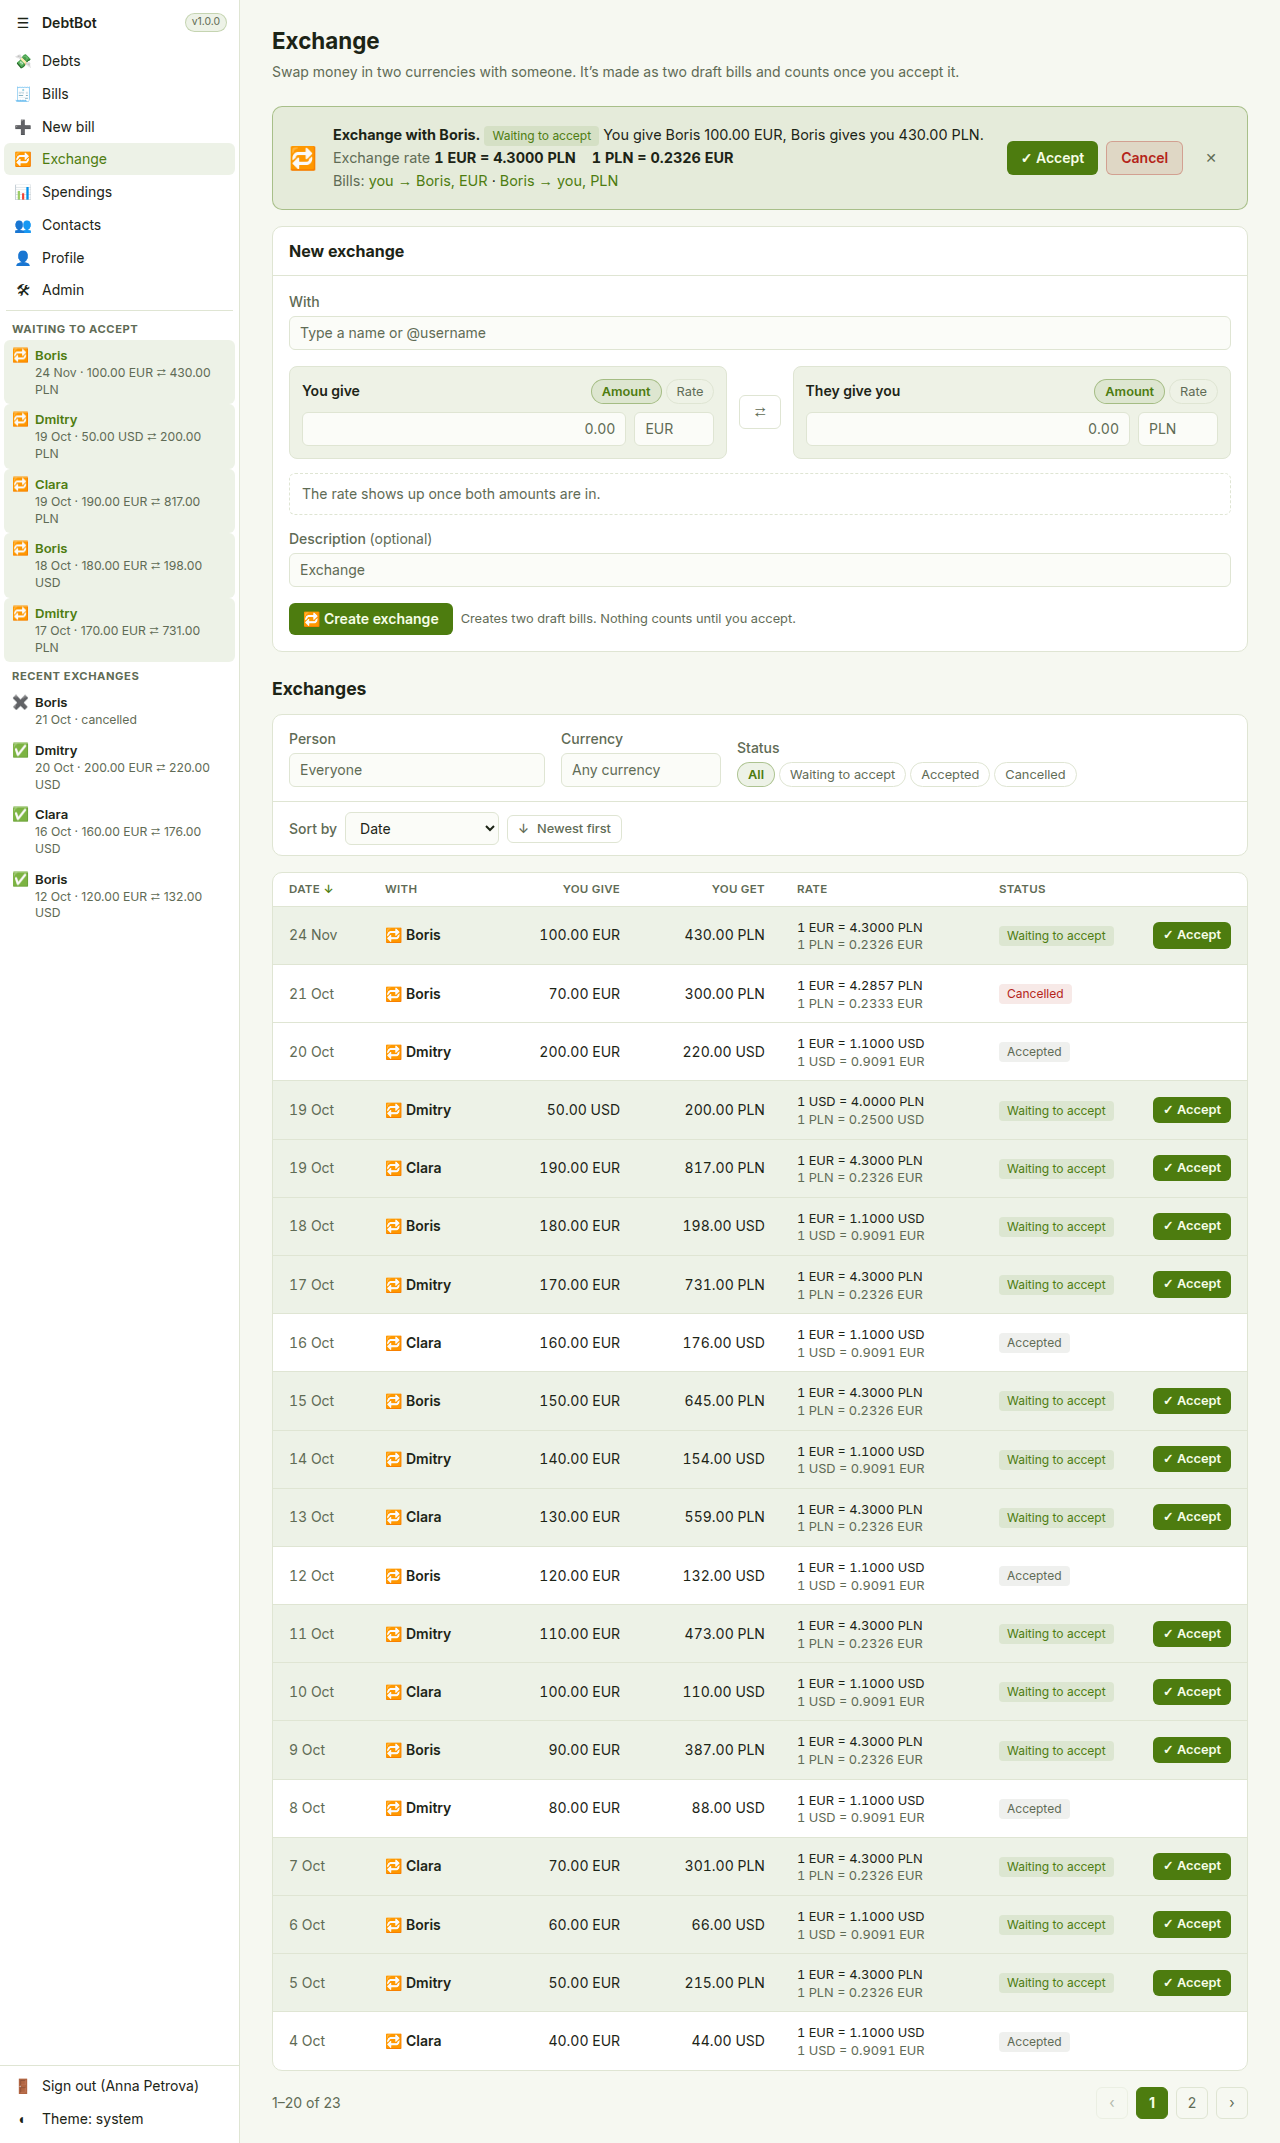 ☰ DebtBot v1.0.0
Debts
Bills
New bill
Exchange
Spendings
Contacts
Profile
Admin
WAITING TO ACCEPT
Boris
24 Nov · 100.00 EUR ⇄ 430.00
PLN
Dmitry
19 Oct · 50.00 USD ⇄ 200.00
PLN
Clara
19 Oct · 190.00 EUR ⇄ 817.00
PLN
Boris
18 Oct · 180.00 EUR ⇄ 198.00
USD
Dmitry
17 Oct · 170.00 EUR ⇄ 731.00
PLN
RECENT EXCHANGES
Boris
21 Oct · cancelled
Dmitry
20 Oct · 200.00 EUR ⇄ 220.00
USD
Clara
16 Oct · 160.00 EUR ⇄ 176.00
USD
Boris
12 Oct · 120.00 EUR ⇄ 132.00
USD
Sign out (Anna Petrova)
Theme: system
Exchange
Swap money in two currencies with someone. It’s made as two draft bills and counts once you accept it.
Exchange with Boris. Waiting to accept You give Boris 100.00 EUR, Boris gives you 430.00 PLN.
Exchange rate 1 EUR = 4.3000 PLN 1 PLN = 0.2326 EUR
Bills: you → Boris, EUR · Boris → you, PLN
✓ Accept Cancel ✕
New exchange
With
Type a name or @username
You give Amount Rate
0.00 EUR
⇄
They give you Amount Rate
0.00 PLN
The rate shows up once both amounts are in.
Description (optional)
Exchange
Create exchange Creates two draft bills. Nothing counts until you accept.
Exchanges
Person
Everyone
Currency
Any currency
Status
All Waiting to accept Accepted Cancelled
Sort by Date ↓ Newest first
DATE ↓ WITH YOU GIVE YOU GET RATE STATUS
24 Nov Boris 100.00 EUR 430.00 PLN 1 EUR = 4.3000 PLN Waiting to accept ✓ Accept
1 PLN = 0.2326 EUR
21 Oct Boris 70.00 EUR 300.00 PLN 1 EUR = 4.2857 PLN Cancelled
1 PLN = 0.2333 EUR
20 Oct Dmitry 200.00 EUR 220.00 USD 1 EUR = 1.1000 USD Accepted
1 USD = 0.9091 EUR
19 Oct Dmitry 50.00 USD 200.00 PLN 1 USD = 4.0000 PLN Waiting to accept ✓ Accept
1 PLN = 0.2500 USD
19 Oct Clara 190.00 EUR 817.00 PLN 1 EUR = 4.3000 PLN Waiting to accept ✓ Accept
1 PLN = 0.2326 EUR
18 Oct Boris 180.00 EUR 198.00 USD 1 EUR = 1.1000 USD Waiting to accept ✓ Accept
1 USD = 0.9091 EUR
17 Oct Dmitry 170.00 EUR 731.00 PLN 1 EUR = 4.3000 PLN Waiting to accept ✓ Accept
1 PLN = 0.2326 EUR
16 Oct Clara 160.00 EUR 176.00 USD 1 EUR = 1.1000 USD Accepted
1 USD = 0.9091 EUR
15 Oct Boris 150.00 EUR 645.00 PLN 1 EUR = 4.3000 PLN Waiting to accept ✓ Accept
1 PLN = 0.2326 EUR
14 Oct Dmitry 140.00 EUR 154.00 USD 1 EUR = 1.1000 USD Waiting to accept ✓ Accept
1 USD = 0.9091 EUR
13 Oct Clara 130.00 EUR 559.00 PLN 1 EUR = 4.3000 PLN Waiting to accept ✓ Accept
1 PLN = 0.2326 EUR
12 Oct Boris 120.00 EUR 132.00 USD 1 EUR = 1.1000 USD Accepted
1 USD = 0.9091 EUR
11 Oct Dmitry 110.00 EUR 473.00 PLN 1 EUR = 4.3000 PLN Waiting to accept ✓ Accept
1 PLN = 0.2326 EUR
10 Oct Clara 100.00 EUR 110.00 USD 1 EUR = 1.1000 USD Waiting to accept ✓ Accept
1 USD = 0.9091 EUR
9 Oct Boris 90.00 EUR 387.00 PLN 1 EUR = 4.3000 PLN Waiting to accept ✓ Accept
1 PLN = 0.2326 EUR
8 Oct Dmitry 80.00 EUR 88.00 USD 1 EUR = 1.1000 USD Accepted
1 USD = 0.9091 EUR
7 Oct Clara 70.00 EUR 301.00 PLN 1 EUR = 4.3000 PLN Waiting to accept ✓ Accept
1 PLN = 0.2326 EUR
6 Oct Boris 60.00 EUR 66.00 USD 1 EUR = 1.1000 USD Waiting to accept ✓ Accept
1 USD = 0.9091 EUR
5 Oct Dmitry 50.00 EUR 215.00 PLN 1 EUR = 4.3000 PLN Waiting to accept ✓ Accept
1 PLN = 0.2326 EUR
4 Oct Clara 40.00 EUR 44.00 USD 1 EUR = 1.1000 USD Accepted
1 USD = 0.9091 EUR
1–20 of 23 ‹ 1 2 ›